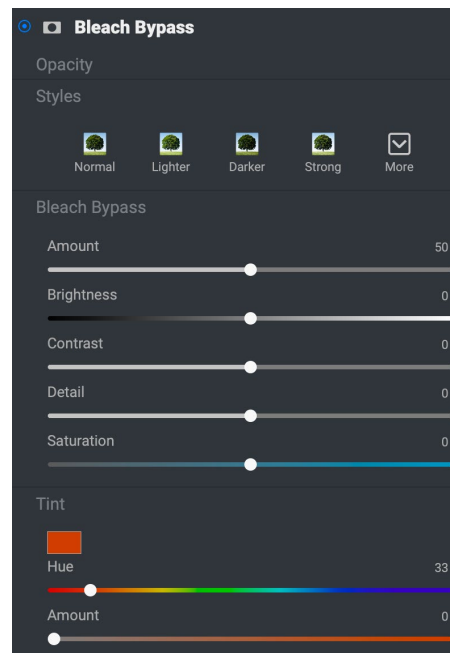 Bleach Bypass
Opacity
Styles
Normal Lighter Darker Strong More
Bleach Bypass
Amount 50
Brightness 0
Contrast 0
Detail 0
Saturation 0
Tint
Hue 33
Amount 0